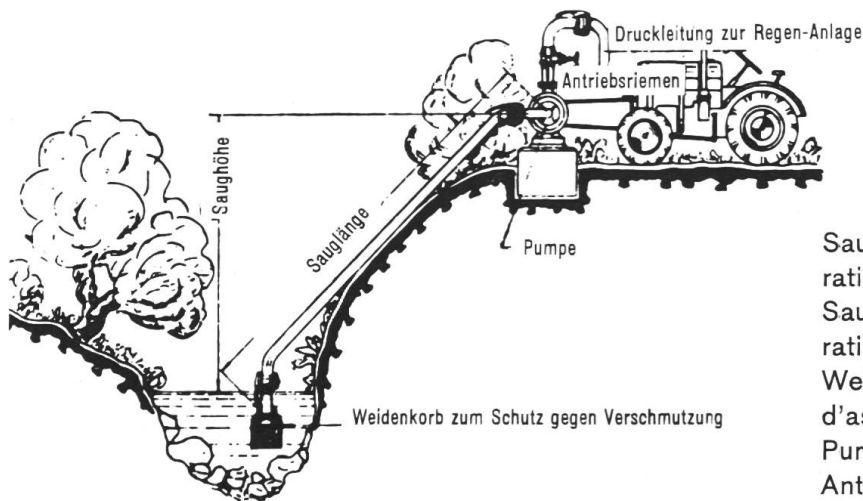 Druckleitung zur Regen-Anlage
Antriebsriemen
Saughöhe
Sauglänge
Pumpe
Weidenkorb zum Schutz gegen Verschmutzung
Sau
rati
Sau
rati
We
d'as
Pur
Ant